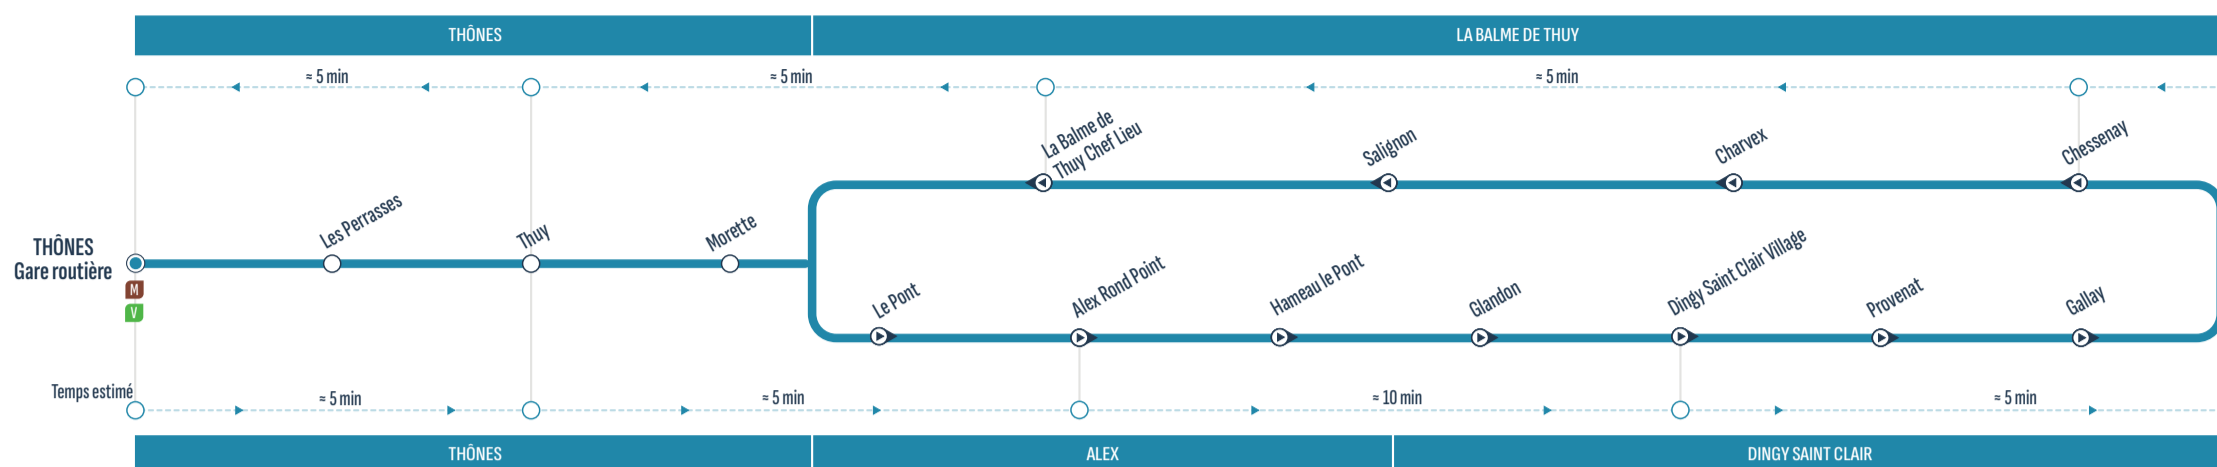 THÔNES
LA BALME DE THUY
≈ 5 min
≈ 5 min
≈ 5 min
La Balme de
Thuy Chef Lieu
Salignon
Charvex
Chessenay
THÔNES
Gare routière
M
V
Les Perrasses
Thuy
Morette
Le Pont
Alex Rond Point
Hameau le Pont
Glandon
Dingy Saint Clair Village
Provenat
Gallay
Temps estimé
≈ 5 min
≈ 5 min
≈ 10 min
≈ 5 min
THÔNES
ALEX
DINGY SAINT CLAIR